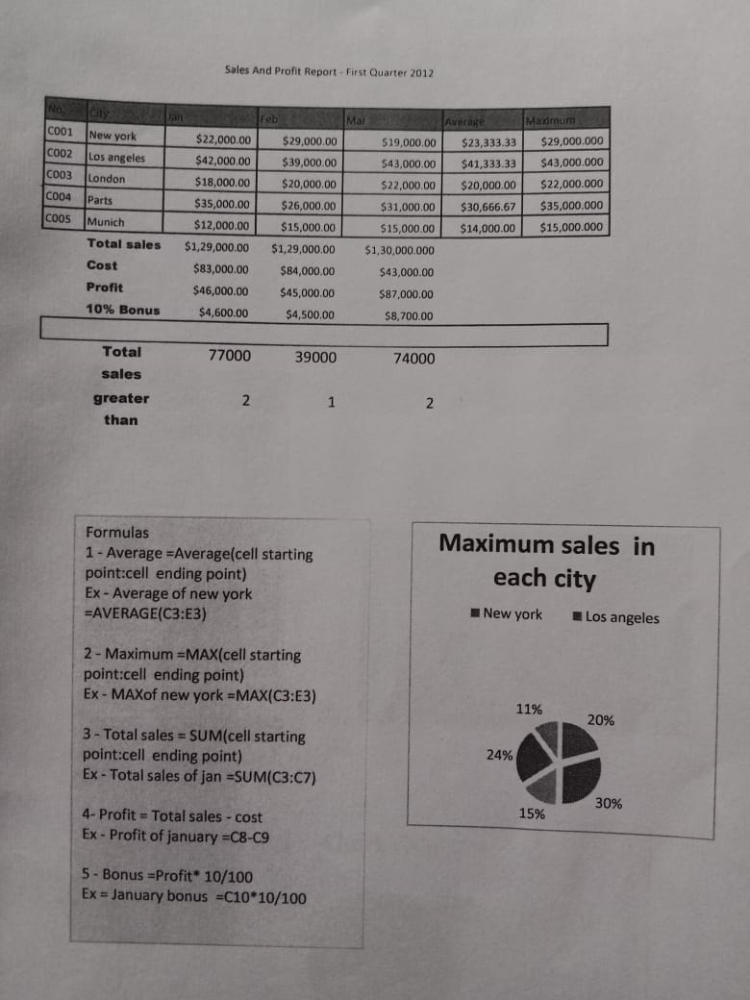 Sales And Profit Report - First Quarter 2012
No. City Jan Feb Mar Average Maximum
C001 New york $22,000.00 $29,000.00 $19,000.00 $23,333.33 $29,000.000
C002 Los angeles $42,000.00 $39,000.00 $43,000.00 $41,333.33 $43,000.000
C003 London $18,000.00 $20,000.00 $22,000.00 $20,000.00 $22,000.000
C004 Parts $35,000.00 $26,000.00 $31,000.00 $30,666.67 $35,000.000
C005 Munich $12,000.00 $15,000.00 $15,000.00 $14,000.00 $15,000.000
Total sales $1,29,000.00 $1,29,000.00 $1,30,000.000
Cost $83,000.00 $84,000.00 $43,000.00
Profit $46,000.00 $45,000.00 $87,000.00
10% Bonus $4,600.00 $4,500.00 $8,700.00
Total 77000 39000 74000
sales
greater 2 1 2
than
Formulas
1 - Average =Average(cell starting
point:cell ending point)
Ex - Average of new york
=AVERAGE(C3:E3)
2 - Maximum =MAX(cell starting
point:cell ending point)
Ex - MAXof new york =MAX(C3:E3)
3 - Total sales = SUM(cell starting
point:cell ending point)
Ex - Total sales of jan =SUM(C3:C7)
4- Profit = Total sales - cost
Ex - Profit of january =C8-C9
5 - Bonus =Profit* 10/100
Ex = January bonus =C10*10/100
Maximum sales in
each city
New york Los angeles
11%
20%
24%
30%
15%